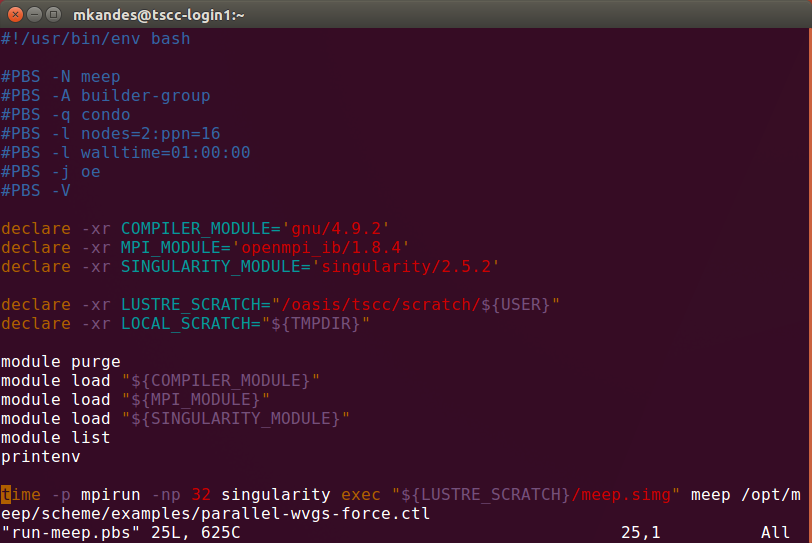 mkandes@tscc-login1:~
#!/usr/bin/env bash
#PBS -N meep
#PBS -A builder-group
#PBS -q condo
#PBS -l nodes=2:ppn=16
#PBS -l walltime=01:00:00
#PBS -j oe
#PBS -V
declare -xr COMPILER_MODULE='gnu/4.9.2'
declare -xr MPI_MODULE='openmpi_ib/1.8.4'
declare -xr SINGULARITY_MODULE='singularity/2.5.2'
declare -xr LUSTRE_SCRATCH="/oasis/tscc/scratch/${USER}"
declare -xr LOCAL_SCRATCH="${TMPDIR}"
module purge
module load "${COMPILER_MODULE}"
module load "${MPI_MODULE}"
module load "${SINGULARITY_MODULE}"
module list
printenv
time -p mpirun -np 32 singularity exec "${LUSTRE_SCRATCH}/meep.simg" meep /opt/m
eep/scheme/examples/parallel-wvgs-force.ctl
"run-meep.pbs" 25L, 625C 25,1 All